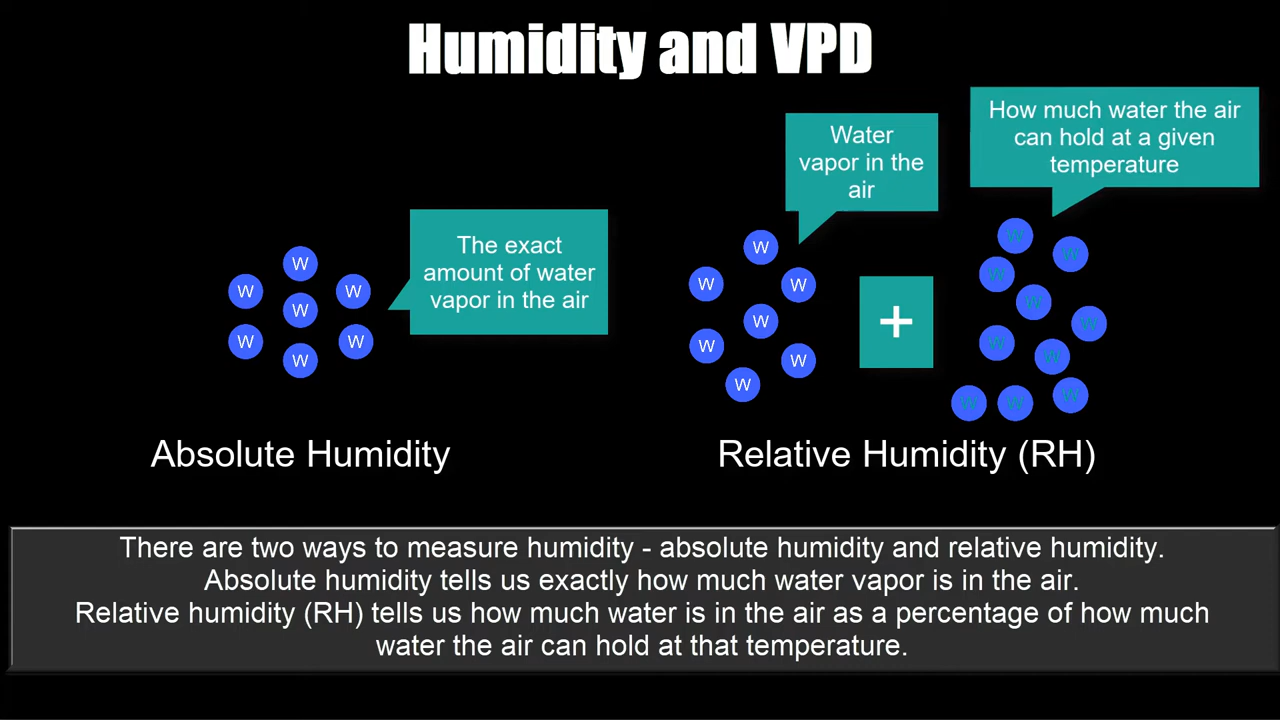 Humidity and VPD
How much water the air
can hold at a given
temperature
Water
vapor in the
air
The exact
amount of water
vapor in the air
W
W
W
W
W
W
W
W
W
W
W
W
W
W
+
W
W
W
W
W
W
W
W
W
W
Absolute Humidity
Relative Humidity (RH)
There are two ways to measure humidity - absolute humidity and relative humidity.
Absolute humidity tells us exactly how much water vapor is in the air.
Relative humidity (RH) tells us how much water is in the air as a percentage of how much
water the air can hold at that temperature.